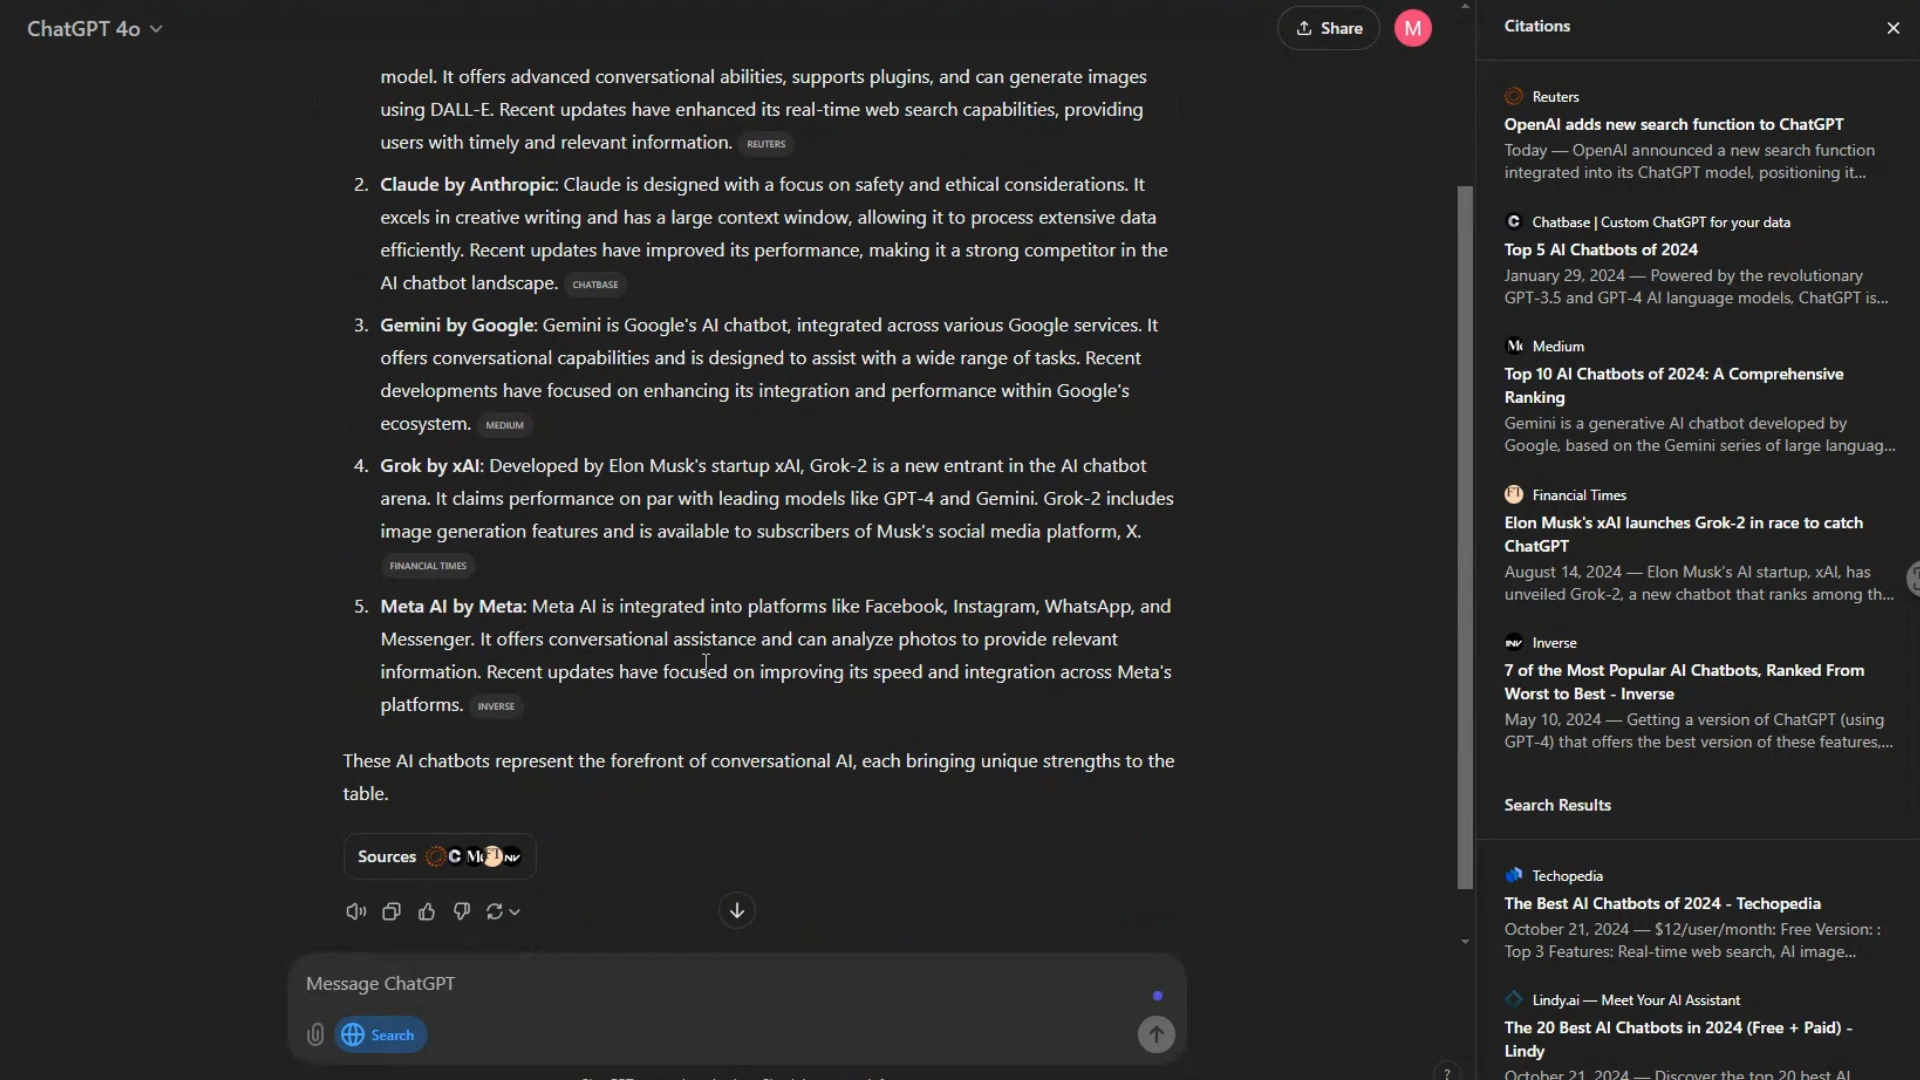 ChatGPT 4o
Share
M
model. It offers advanced conversational abilities, supports plugins, and can generate images
using DALL-E. Recent updates have enhanced its real-time web search capabilities, providing
users with timely and relevant information. REUTERS
2. Claude by Anthropic: Claude is designed with a focus on safety and ethical considerations. It
excels in creative writing and has a large context window, allowing it to process extensive data
efficiently. Recent updates have improved its performance, making it a strong competitor in the
AI chatbot landscape. CHATBASE
3. Gemini by Google: Gemini is Google's AI chatbot, integrated across various Google services. It
offers conversational capabilities and is designed to assist with a wide range of tasks. Recent
developments have focused on enhancing its integration and performance within Google's
ecosystem. MEDIUM
4. Grok by xAI: Developed by Elon Musk's startup xAI, Grok-2 is a new entrant in the AI chatbot
arena. It claims performance on par with leading models like GPT-4 and Gemini. Grok-2 includes
image generation features and is available to subscribers of Musk's social media platform, X.
FINANCIAL TIMES
5. Meta AI by Meta: Meta AI is integrated into platforms like Facebook, Instagram, WhatsApp, and
Messenger. It offers conversational assistance and can analyze photos to provide relevant
information. Recent updates have focused on improving its speed and integration across Meta's
platforms. INVERSE
These AI chatbots represent the forefront of conversational AI, each bringing unique strengths to the
table.
Sources
Message ChatGPT
Search
?
Citations
Reuters
OpenAI adds new search function to ChatGPT
Today — OpenAI announced a new search function
integrated into its ChatGPT model, positioning it...
C Chatbase | Custom ChatGPT for your data
Top 5 AI Chatbots of 2024
January 29, 2024 — Powered by the revolutionary
GPT-3.5 and GPT-4 AI language models, ChatGPT is...
Medium
Top 10 AI Chatbots of 2024: A Comprehensive
Ranking
Gemini is a generative AI chatbot developed by
Google, based on the Gemini series of large languag...
FT Financial Times
Elon Musk's xAI launches Grok-2 in race to catch
ChatGPT
August 14, 2024 — Elon Musk's AI startup, xAI, has
unveiled Grok-2, a new chatbot that ranks among th...
Inverse
7 of the Most Popular AI Chatbots, Ranked From
Worst to Best - Inverse
May 10, 2024 — Getting a version of ChatGPT (using
GPT-4) that offers the best version of these features,...
Search Results
Techopedia
The Best AI Chatbots of 2024 - Techopedia
October 21, 2024 — $12/user/month: Free Version: :
Top 3 Features: Real-time web search, AI image...
Lindy.ai — Meet Your AI Assistant
The 20 Best AI Chatbots in 2024 (Free + Paid) -
Lindy
October 21, 2024 — Discover the top 20 best AI